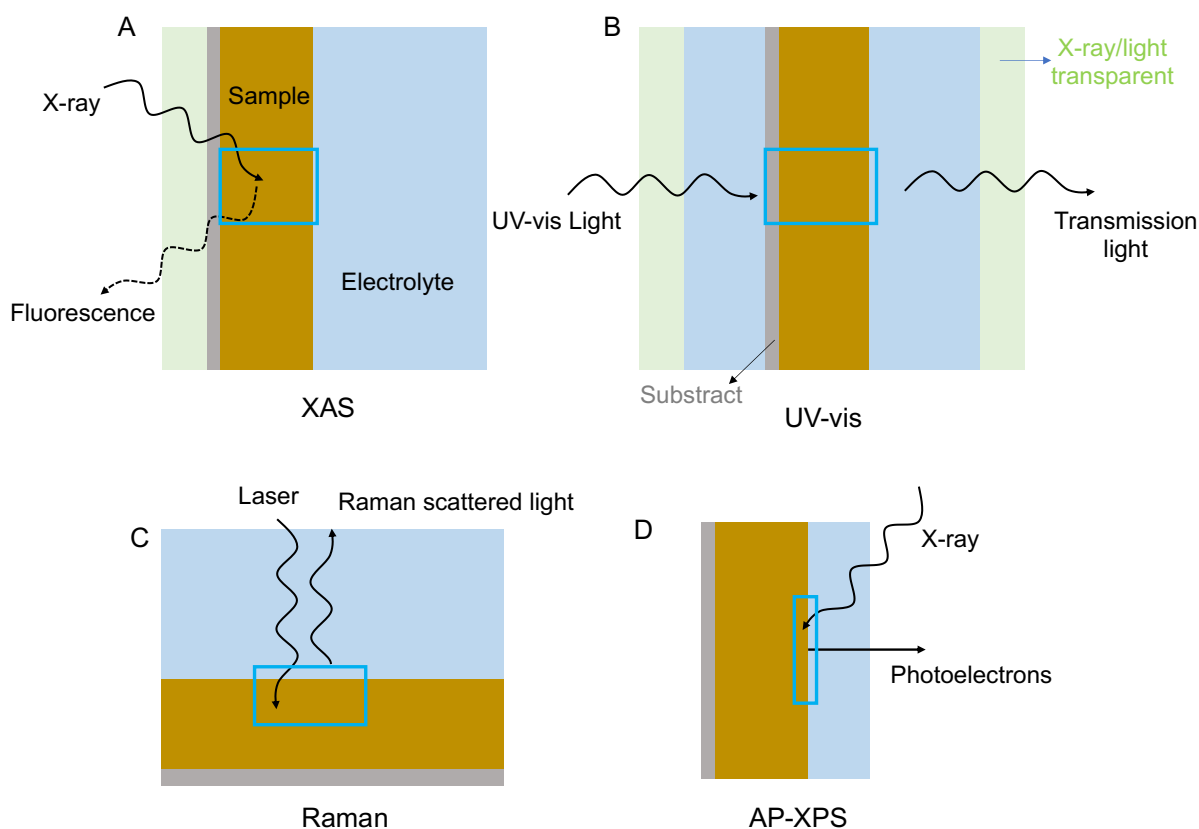 A
X-ray
Sample
Fluorescence
Electrolyte
XAS
B
X-ray/light
transparent
UV-vis Light
Transmission
light
Substract
UV-vis
C
Laser
Raman scattered light
Raman
D
X-ray
Photoelectrons
AP-XPS